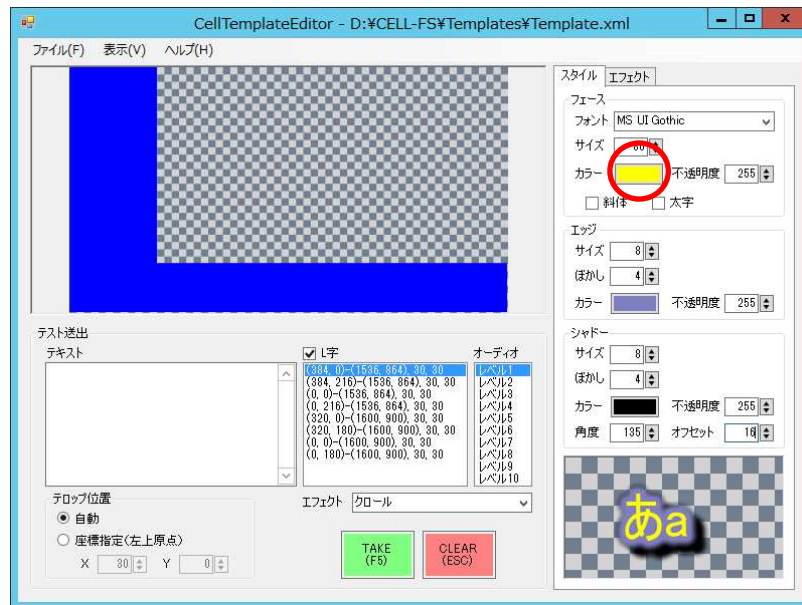 CellTemplateEditor - D:¥CELL-FS¥Templates¥Template.xml
ファイル(F) 表示(V) ヘルプ(H)
スタイル エフェクト
フェース
フォント MS UI Gothic
サイズ 80
カラー 不透明度 255
斜体 太字
エッジ
サイズ 8
ぼかし 4
カラー 不透明度 255
シャドー
サイズ 8
ぼかし 4
カラー 不透明度 255
角度 135 オフセット 16
あa
テスト送出
テキスト
L字
(384, 0)-(1536, 864), 30, 30
(384, 216)-(1536, 864), 30, 30
(0, 0)-(1536, 864), 30, 30
(0, 216)-(1536, 864), 30, 30
(320, 0)-(1600, 900), 30, 30
(320, 180)-(1600, 900), 30, 30
(0, 0)-(1600, 900), 30, 30
(0, 180)-(1600, 900), 30, 30
オーディオ
レベル1
レベル2
レベル3
レベル4
レベル5
レベル6
レベル7
レベル8
レベル9
レベル10
テロップ位置
自動
座標指定(左上原点)
X 30 Y 0
エフェクト クロール
TAKE
(F5)
CLEAR
(ESC)